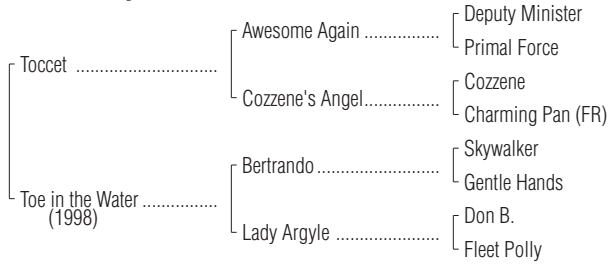 Deputy Minister
Awesome Again ................
Primal Force
Toccet .............................
Cozzene
Cozzene's Angel................
Charming Pan (FR)
Skywalker
Bertrando .........................
Gentle Hands
Toe in the Water ................
(1998)
Don B.
Lady Argyle ......................
Fleet Polly